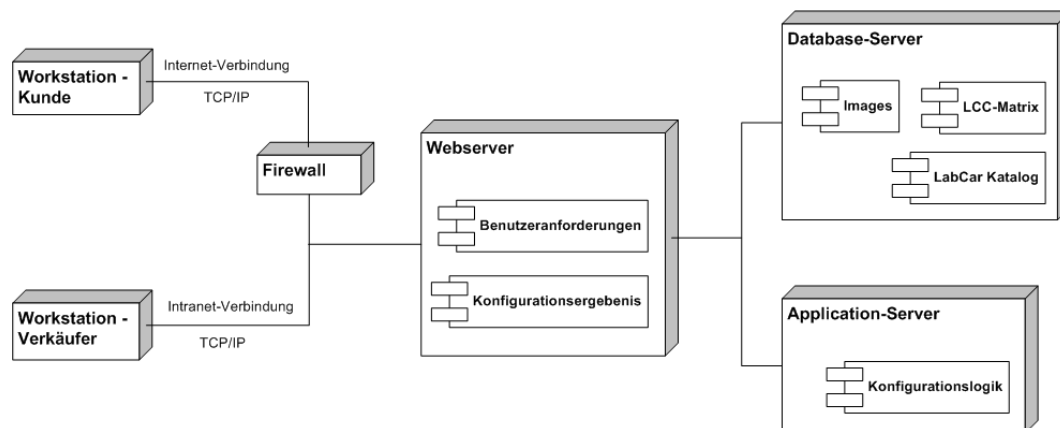 Workstation -
Kunde
Internet-Verbindung
TCP/IP
Firewall
Workstation -
Verkäufer
Intranet-Verbindung
TCP/IP
Webserver
Benutzeranforderungen
Konfigurationsergebenis
Database-Server
Images
LCC-Matrix
LabCar Katalog
Application-Server
Konfigurationslogik